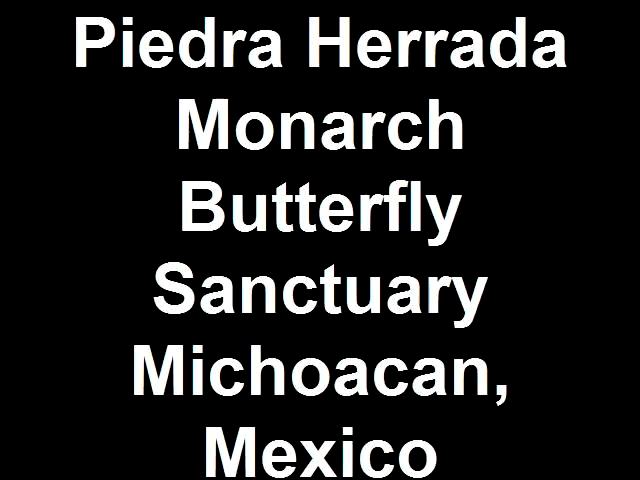 Piedra Herrada
Monarch
Butterfly
Sanctuary
Michoacan,
Mexico